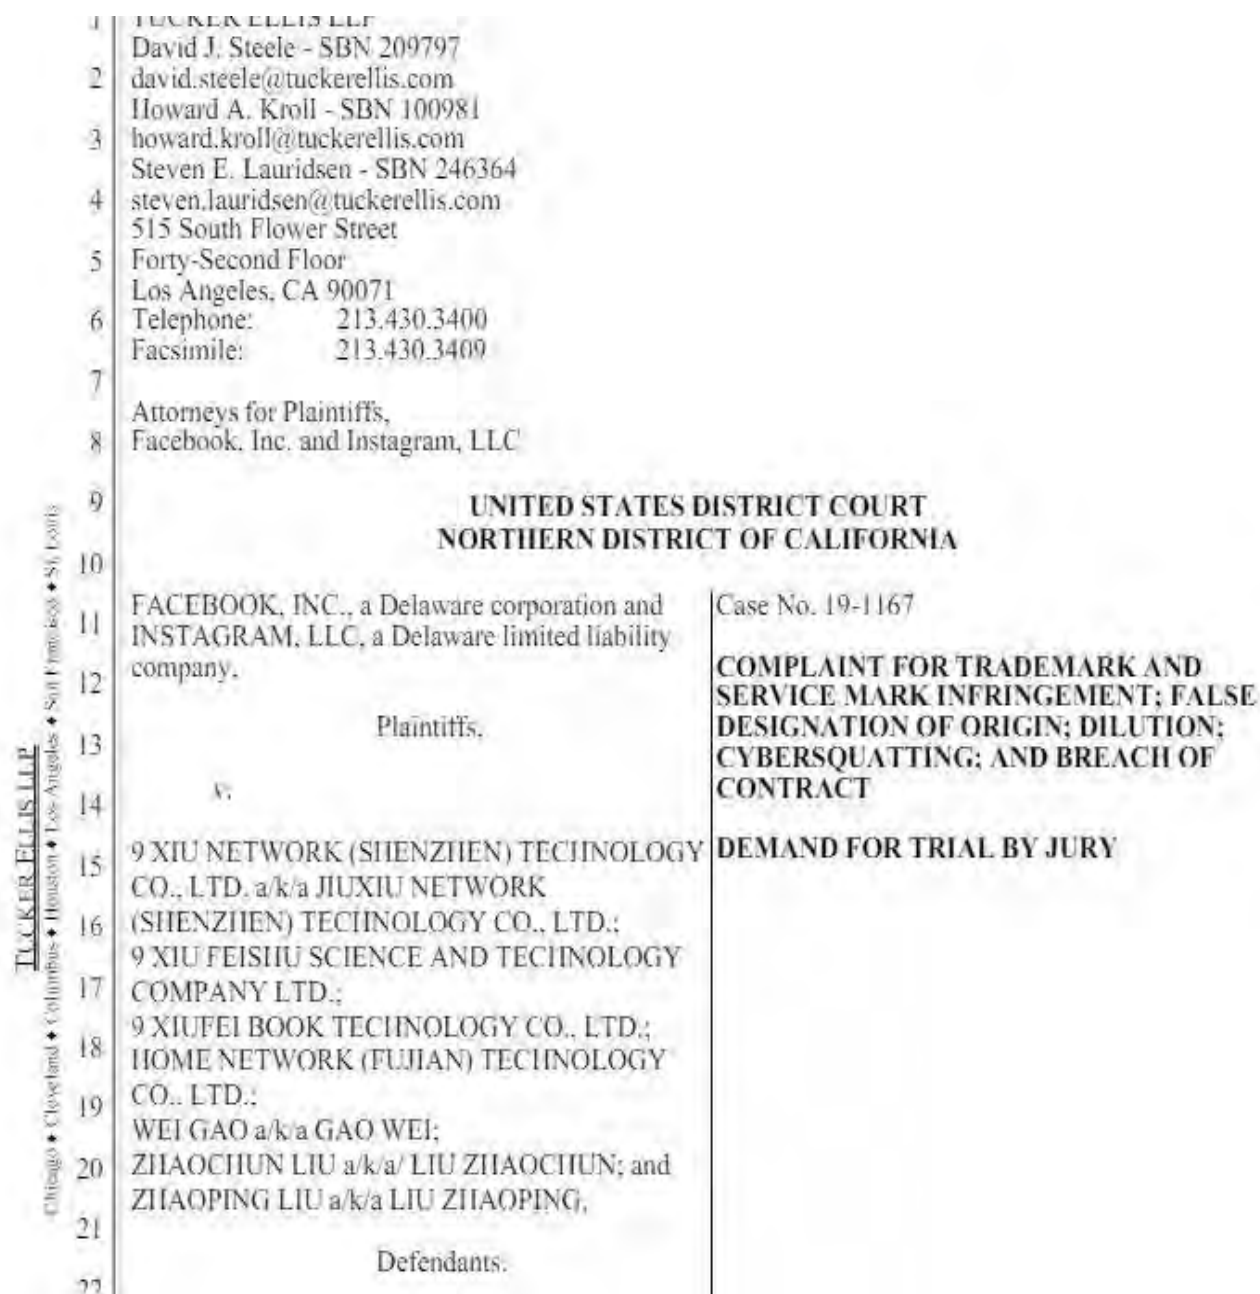 1 TUCKER ELLIS LLP
David J. Steele - SBN 209797
2 david.steele@tuckerellis.com
Howard A. Kroll - SBN 100981
3 howard.kroll@tuckerellis.com
Steven E. Lauridsen - SBN 246364
4 steven.lauridsen@tuckerellis.com
515 South Flower Street
5 Forty-Second Floor
Los Angeles, CA 90071
6 Telephone: 213.430.3400
Facsimile: 213.430.3409
7
Attorneys for Plaintiffs,
8 Facebook, Inc. and Instagram, LLC
9 UNITED STATES DISTRICT COURT
NORTHERN DISTRICT OF CALIFORNIA
10
11 FACEBOOK, INC., a Delaware corporation and
INSTAGRAM, LLC, a Delaware limited liability
12 company,
13 Plaintiffs,
14 v.
15 9 XIU NETWORK (SHENZHEN) TECHNOLOGY
CO., LTD. a/k/a JIUXIU NETWORK
16 (SHENZHEN) TECHNOLOGY CO., LTD.;
9 XIU FEISHU SCIENCE AND TECHNOLOGY
17 COMPANY LTD.;
9 XIUFEI BOOK TECHNOLOGY CO., LTD.;
18 HOME NETWORK (FUJIAN) TECHNOLOGY
19 CO., LTD.;
WEI GAO a/k/a GAO WEI;
20 ZHAOCHUN LIU a/k/a/ LIU ZHAOCHUN; and
ZHAOPING LIU a/k/a LIU ZHAOPING,
21
Defendants.
22
Case No. 19-1167
COMPLAINT FOR TRADEMARK AND
SERVICE MARK INFRINGEMENT; FALSE
DESIGNATION OF ORIGIN; DILUTION;
CYBERSQUATTING; AND BREACH OF
CONTRACT
DEMAND FOR TRIAL BY JURY
TUCKER ELLIS LLP
Chicago ♦ Cleveland ♦ Columbus ♦ Houston ♦ Los Angeles ♦ San Francisco ♦ St. Louis